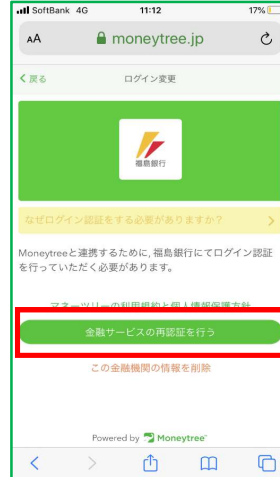 SoftBank 4G 11:12 17%
AA moneytree.jp
戻る ログイン変更
福島銀行
なぜログイン認証をする必要がありますか?
Moneytreeと連携するために,福島銀行にてログイン認証
を行っていただく必要があります。
マネーツリーの利用規約と個人情報保護方針
金融サービスの再認証を行う
この金融機関の情報を削除
Powered by Moneytree